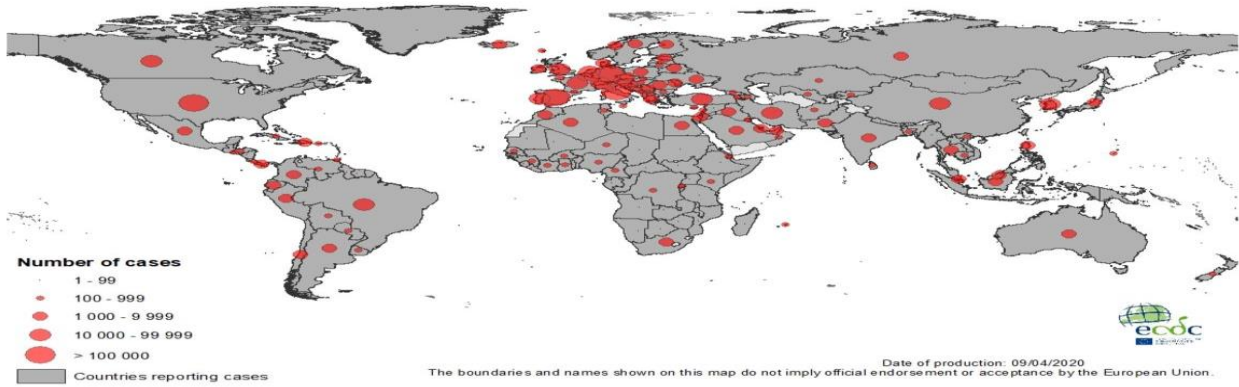 Number of cases
1 - 99
100 - 999
1 000 - 9 999
10 000 - 99 999
> 100 000
Countries reporting cases
ecdc
Date of production: 09/04/2020
The boundaries and names shown on this map do not imply official endorsement or acceptance by the European Union.